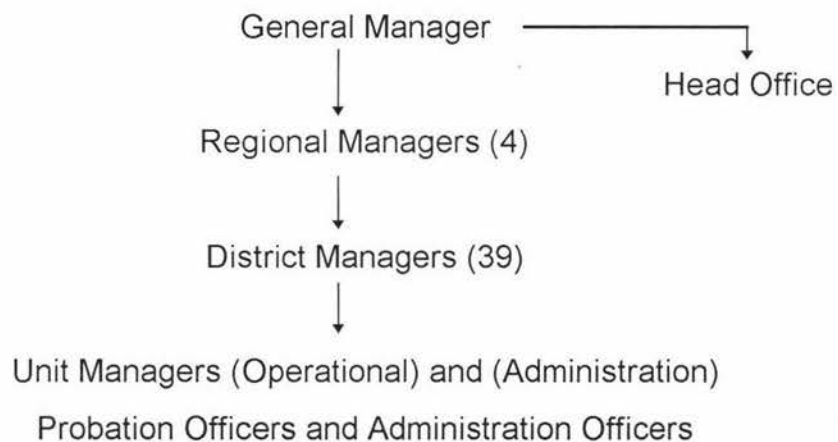 General Manager
Head Office
Regional Managers (4)
District Managers (39)
Unit Managers (Operational) and (Administration)
Probation Officers and Administration Officers